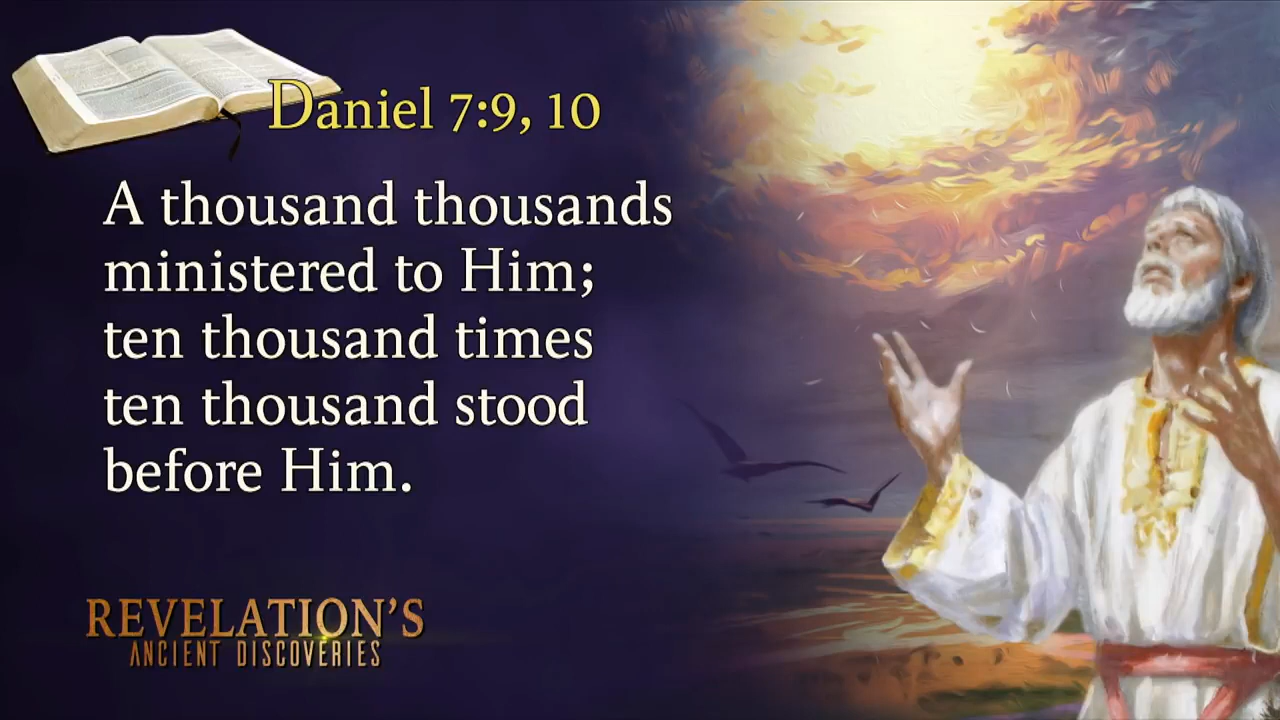 Daniel 7:9, 10
A thousand thousands
ministered to Him;
ten thousand times
ten thousand stood
before Him.
REVELATION'S
ANCIENT DISCOVERIES